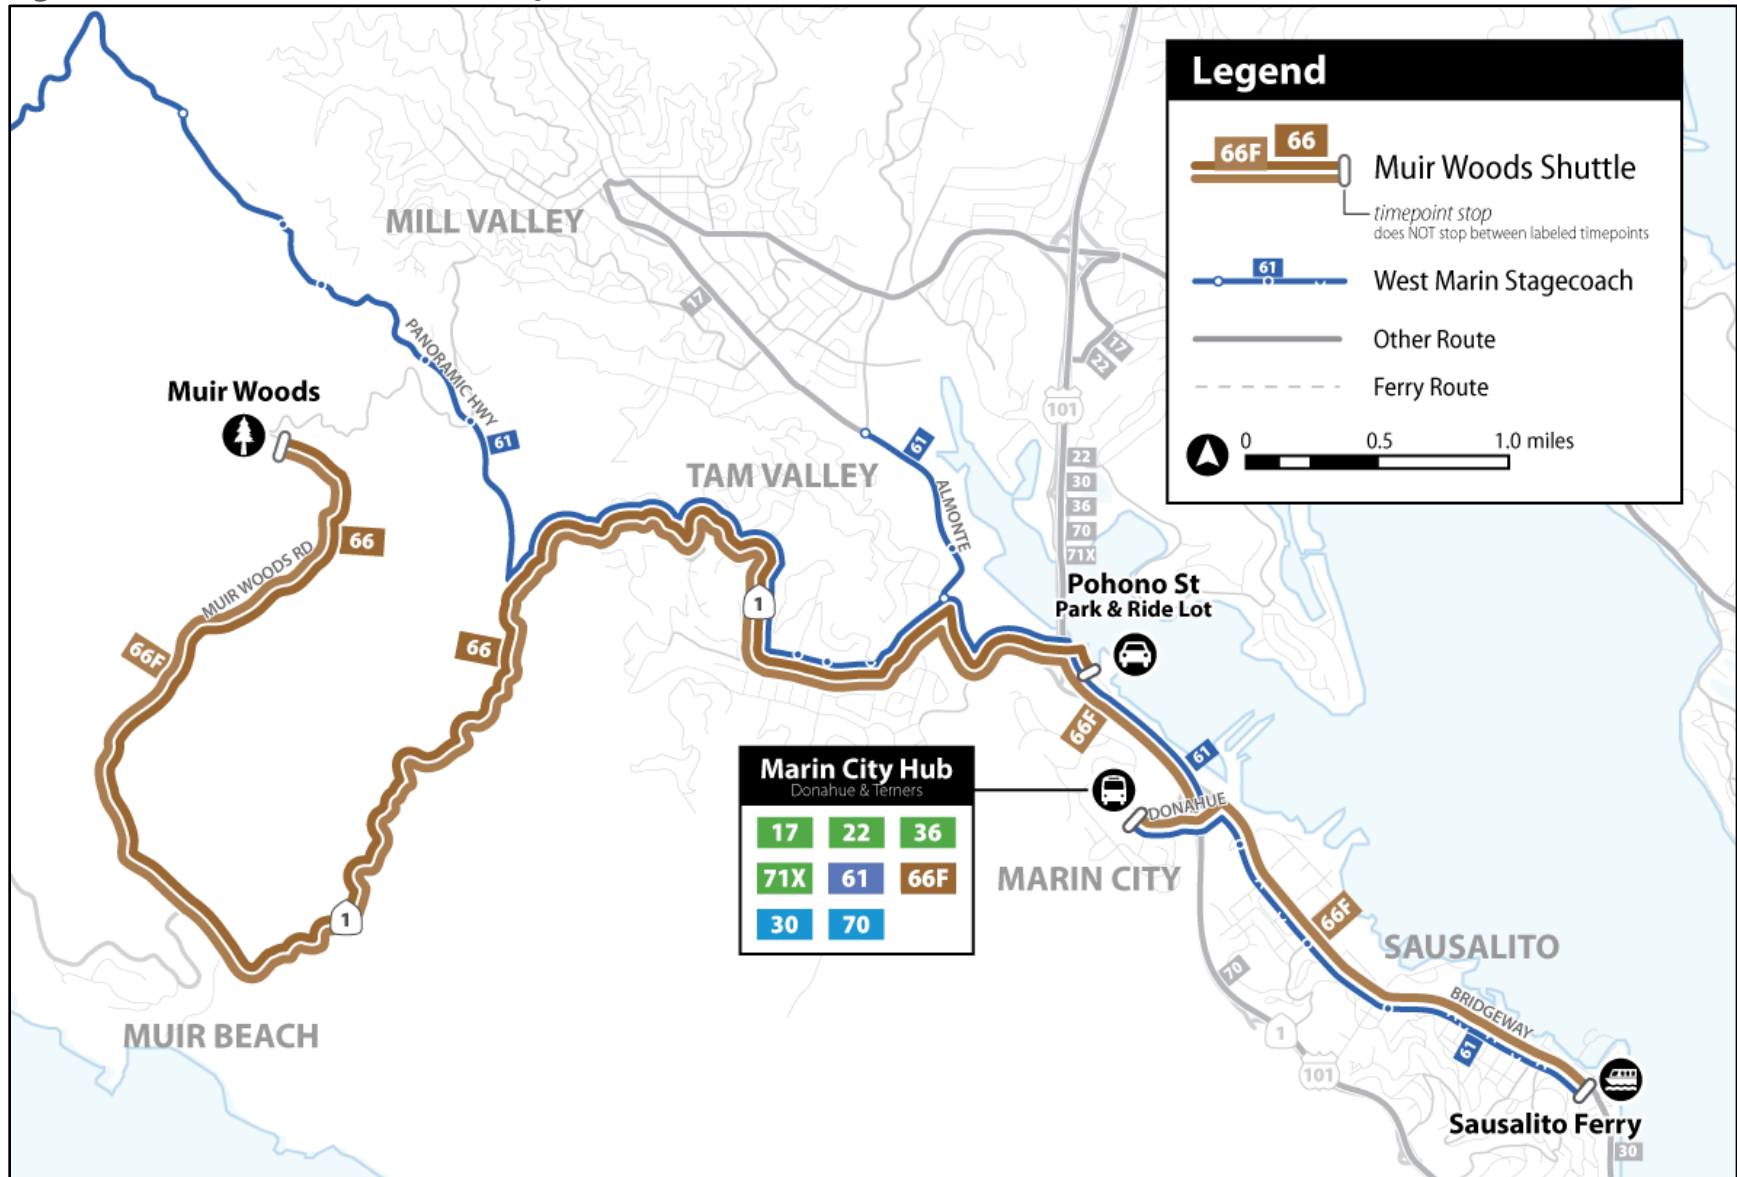 Legend
66F
66
Muir Woods Shuttle
timepoint stop
does NOT stop between labeled timepoints
61
West Marin Stagecoach
Other Route
Ferry Route
0 0.5 1.0 miles
MILL VALLEY
17
17
22
PANORAMIC HWY
Muir Woods
61
101
61
TAM VALLEY
ALMONTE
22
30
36
70
71X
66
MUIR WOODS RD
Pohono St
Park & Ride Lot
1
66F
66
66F
61
Marin City Hub
Donahue & Terners
17 22 36
71X 61 66F
30 70
DONAHUE
MARIN CITY
1
66F
SAUSALITO
70
BRIDGEWAY
MUIR BEACH
1
61
101
Sausalito Ferry
30